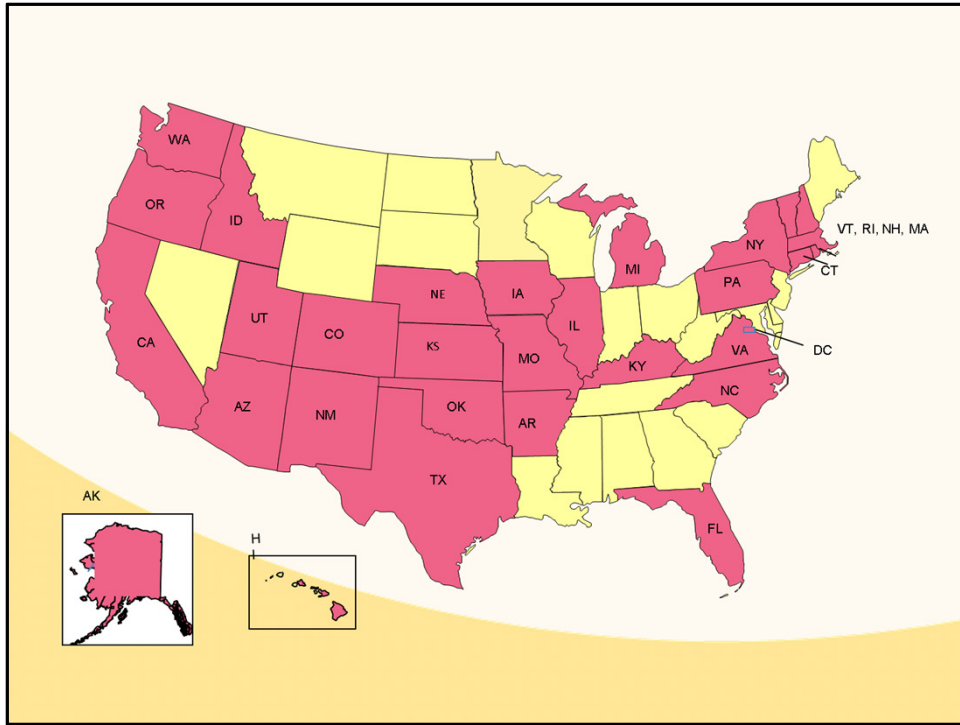 WA
OR
ID
VT, RI, NH, MA
NY
MI
CT
PA
NE
IA
UT
CO
IL
CA
KS
MO
KY
VA
DC
NC
AZ
NM
OK
AR
TX
AK
FL
H
I